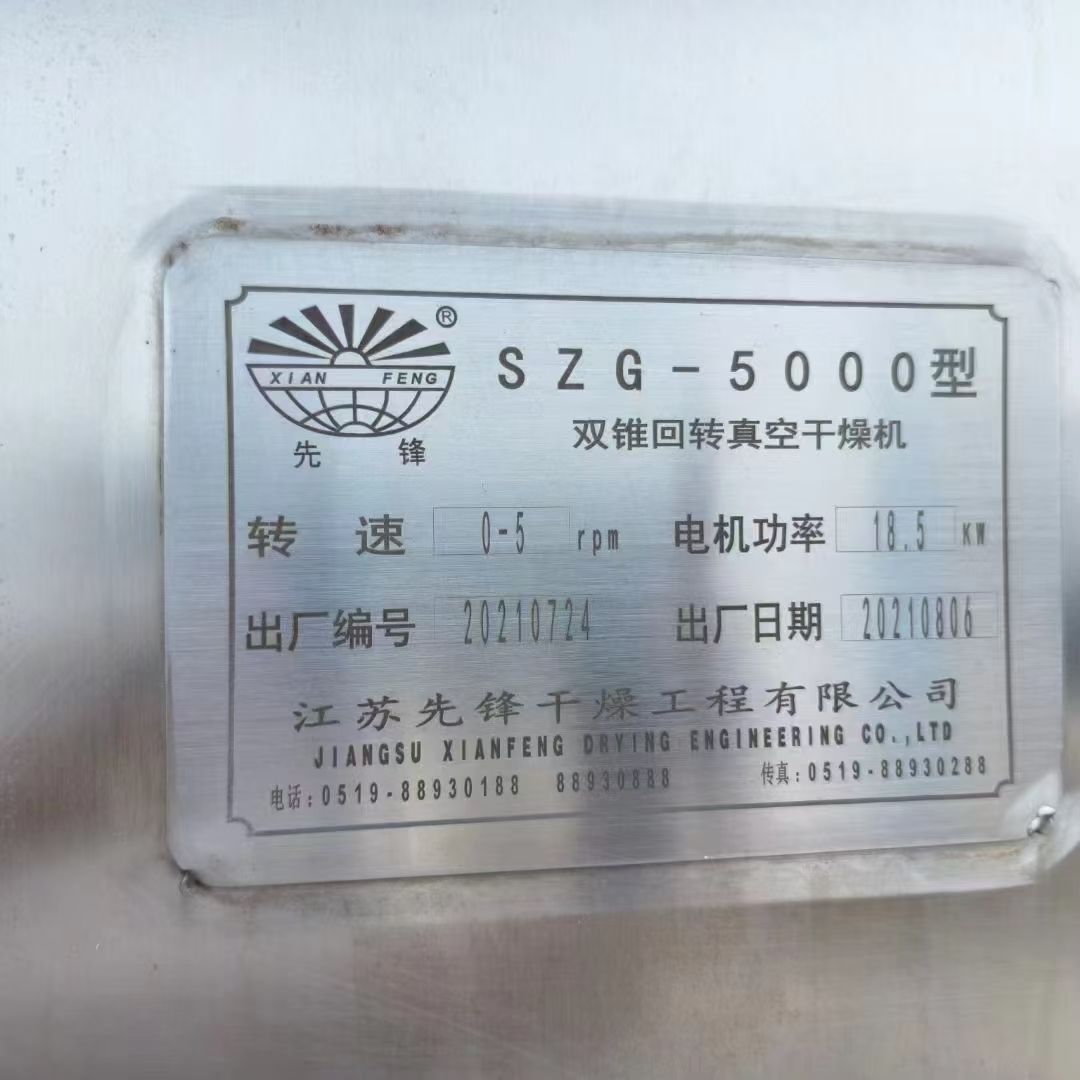 XIAN FENG ®
先锋
SZG-5000型
双锥回转真空干燥机
转速 0-5 rpm 电机功率 18.5 KW
出厂编号 20210724 出厂日期 20210806
江苏先锋干燥工程有限公司
JIANGSU XIANFENG DRYING ENGINEERING CO.,LTD
电话:0519-88930188 88930888 传真:0519-88930288